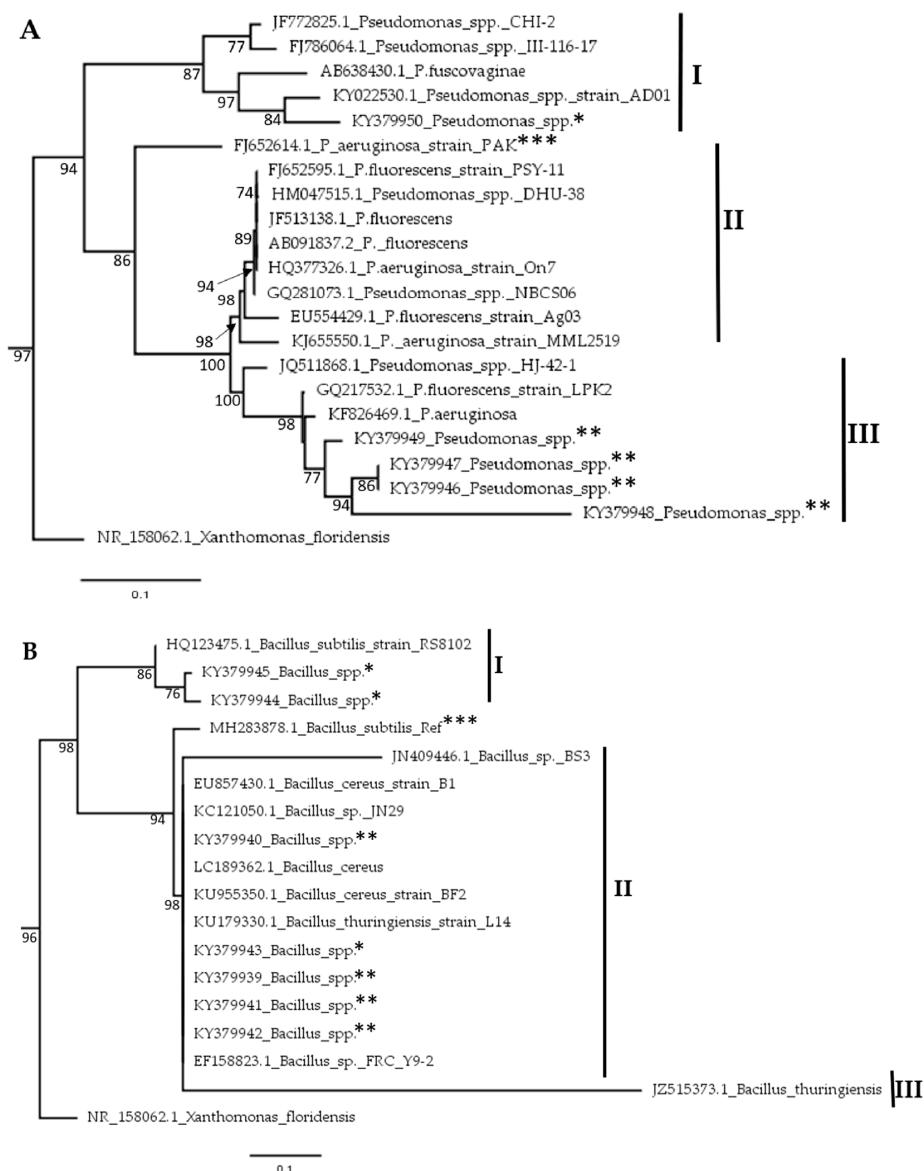 A
JF772825.1_Pseudomonas_spp._CHI-2
77
FJ786064.1_Pseudomonas_spp._III-116-17
87
I
AB638430.1_P.fuscovaginae
97
KY022530.1_Pseudomonas_spp._strain_AD01
84
KY379950_Pseudomonas_spp.*
94
FJ652614.1_P_aeruginosa_strain_PAK***
FJ652595.1_P.fluorescens_strain_PSY-11
74
HM047515.1_Pseudomonas_spp._DHU-38
JF513138.1_P.fluorescens
II
89
AB091837.2_P._fluorescens
86
HQ377326.1_P.aeruginosa_strain_On7
94
GQ281073.1_Pseudomonas_spp._NBCS06
98
EU554429.1_P.fluorescens_strain_Ag03
98
KJ655550.1_P._aeruginosa_strain_MML2519
97
100
JQ511868.1_Pseudomonas_spp._HJ-42-1
GQ217532.1_P.fluorescens_strain_LPK2
100
KF826469.1_P.aeruginosa
98
III
KY379949_Pseudomonas_spp.**
KY379947_Pseudomonas_spp.**
77
86
KY379946_Pseudomonas_spp.**
94
KY379948_Pseudomonas_spp.**
NR_158062.1_Xanthomonas_floridensis
0.1
B
HQ123475.1_Bacillus_subtilis_strain_RS8102
I
86
KY379945_Bacillus_spp.*
76
KY379944_Bacillus_spp.*
MH283878.1_Bacillus_subtilis_Ref***
98
JN409446.1_Bacillus_sp._BS3
EU857430.1_Bacillus_cereus_strain_B1
94
KC121050.1_Bacillus_sp._JN29
KY379940_Bacillus_spp.**
LC189362.1_Bacillus_cereus
II
KU955350.1_Bacillus_cereus_strain_BF2
98
KU179330.1_Bacillus_thuringiensis_strain_L14
96
KY379943_Bacillus_spp.*
KY379939_Bacillus_spp.**
KY379941_Bacillus_spp.**
KY379942_Bacillus_spp.**
EF158823.1_Bacillus_sp._FRC_Y9-2
JZ515373.1_Bacillus_thuringiensis
III
NR_158062.1_Xanthomonas_floridensis
0.1